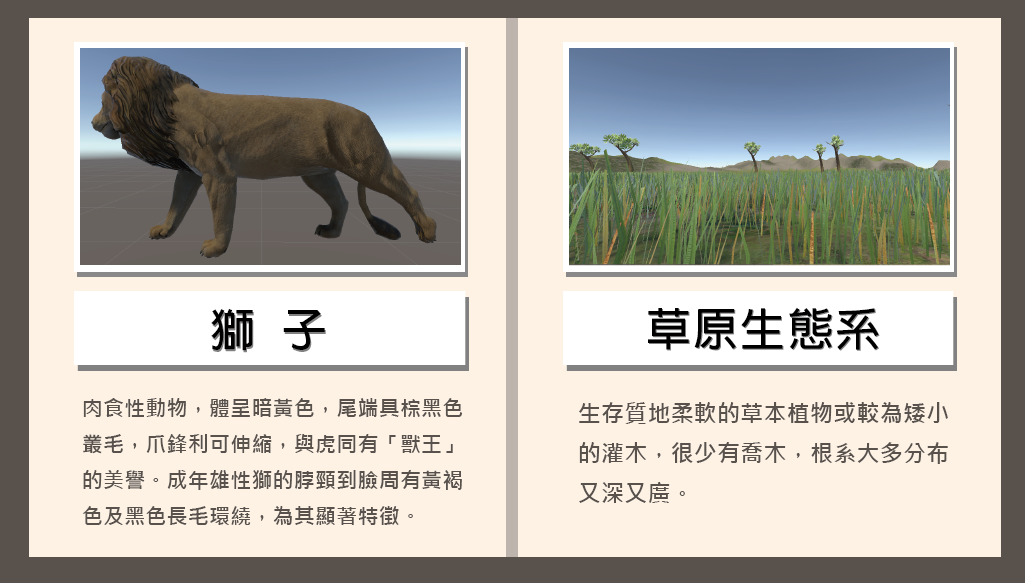 獅 子
肉食性動物，體呈暗黃色，尾端具棕黑色
叢毛，爪鋒利可伸縮，與虎同有「獸王」
的美譽。成年雄性獅的脖頸到臉周有黃褐
色及黑色長毛環繞，為其顯著特徵。
草原生態系
生存質地柔軟的草本植物或較為矮小
的灌木，很少有喬木，根系大多分布
又深又廣。